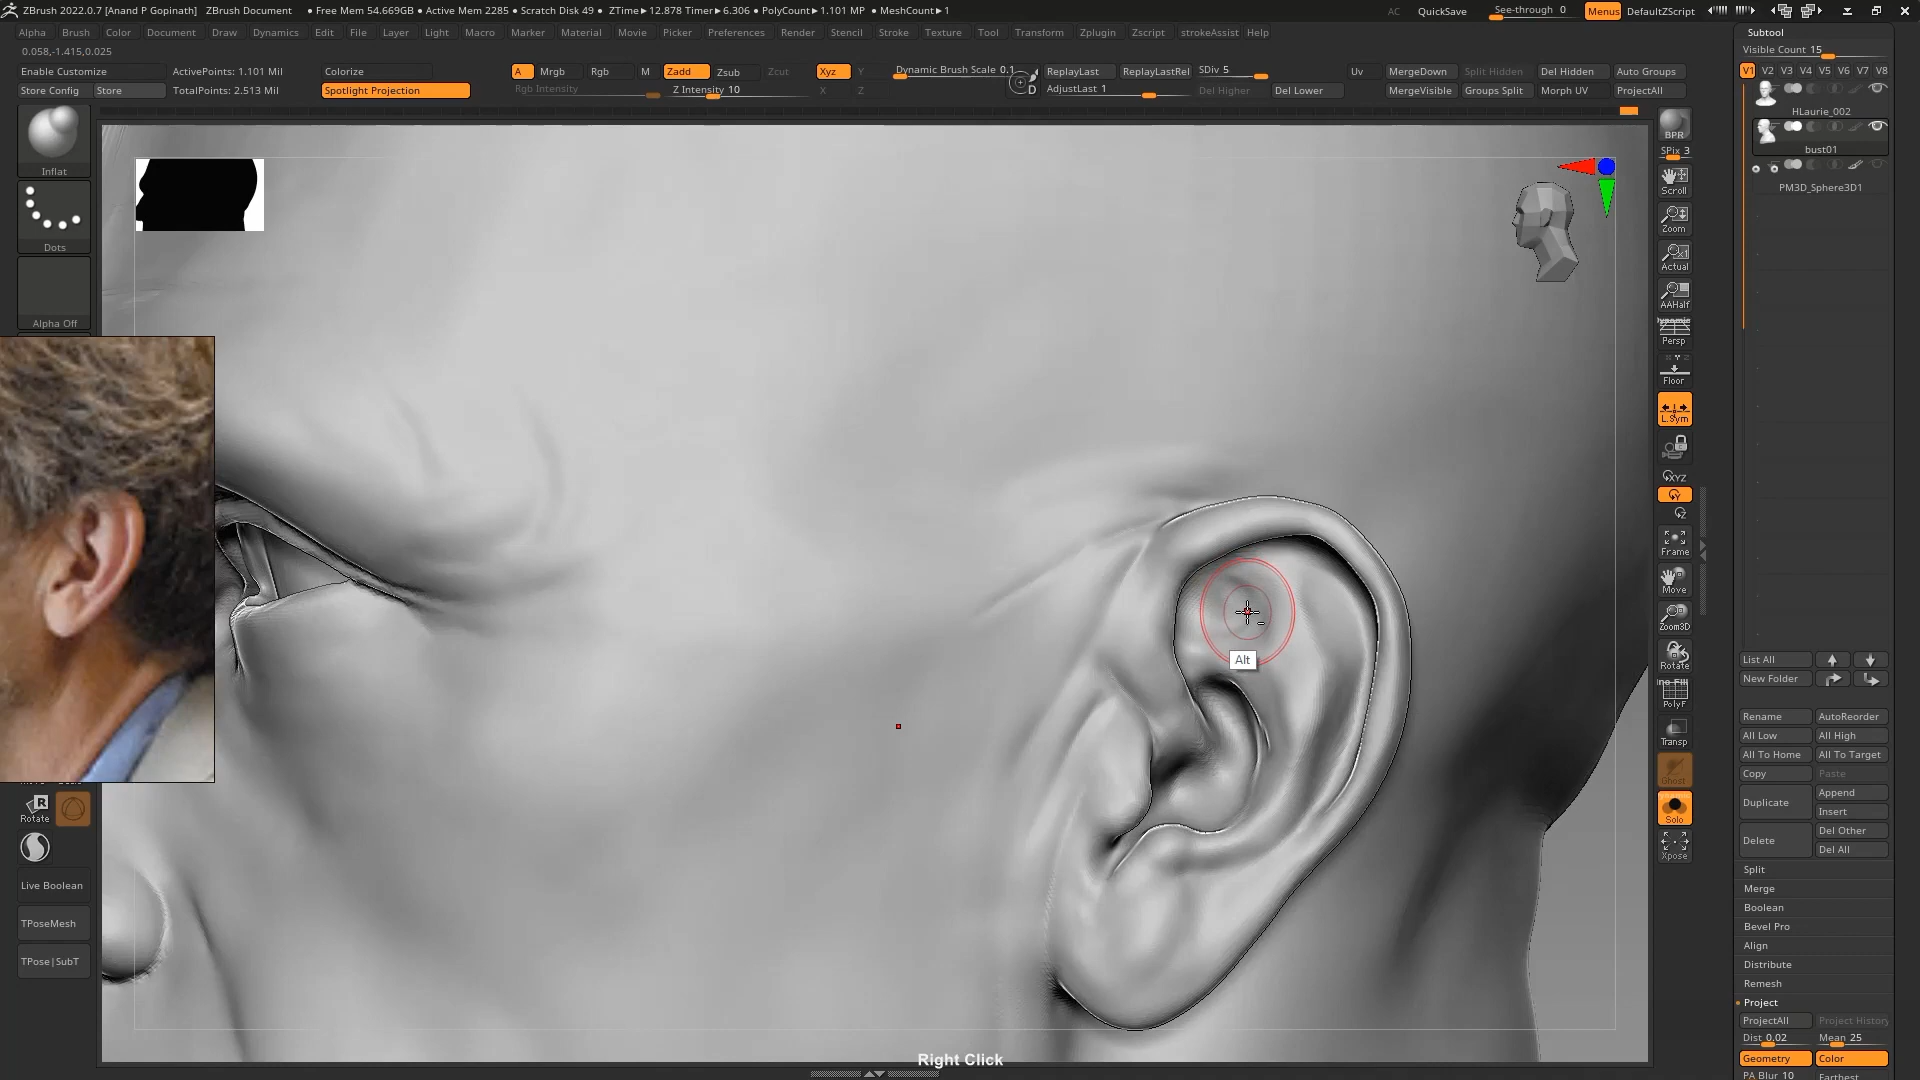 ZBrush 2022.0.7 [Anand P Gopinath] ZBrush Document • Free Mem 54.669GB • Active Mem 2285 • Scratch Disk 49 • ZTime▸12.878 Timer▸6.306 • PolyCount▸1.101 MP • MeshCount▸1 AC QuickSave See-through 0 Menus DefaultZScript
Alpha Brush Color Document Draw Dynamics Edit File Layer Light Macro Marker Material Movie Picker Preferences Render Stencil Stroke Texture Tool Transform Zplugin Zscript strokeAssist Help
0.058,-1.415,0.025
Enable Customize ActivePoints: 1.101 Mil Colorize A Mrgb Rgb M Zadd Zsub Zcut Xyz Y Dynamic Brush Scale 0.1 ReplayLast ReplayLastRel SDiv 5 Uv MergeDown Split Hidden Del Hidden Auto Groups
Store Config Store TotalPoints: 2.513 Mil Spotlight Projection Rgb Intensity Z Intensity 10 X Z D AdjustLast 1 Del Higher Del Lower MergeVisible Groups Split Morph UV ProjectAll
Inflat
Dots
Alpha Off
R
Rotate
Live Boolean
TPoseMesh
TPose|SubT
Alt
Right Click
BPR
SPix 3
Scroll
Zoom
Actual
AAHalf
Dynamic
Persp
Floor
L.Sym
XYZ
Y
Z
Frame
Move
Zoom3D
Rotate
PolyF
Transp
Ghost
Solo
Xpose
Subtool
Visible Count 15
V1 V2 V3 V4 V5 V6 V7 V8
HLaurie_002
bust01
PM3D_Sphere3D1
List All
New Folder
Rename AutoReorder
All Low All High
All To Home All To Target
Copy Paste
Duplicate Append
Insert
Delete Del Other
Del All
Split
Merge
Boolean
Bevel Pro
Align
Distribute
Remesh
Project
ProjectAll Project History
Dist 0.02 Mean 25
Geometry Color
PA Blur 10 Farthest